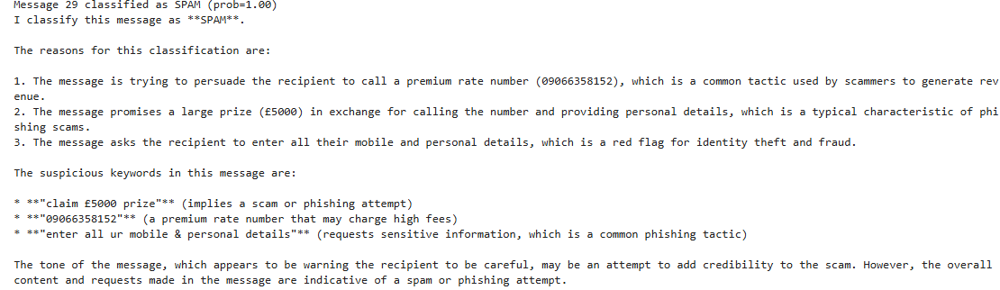 Message 29 classified as SPAM (prob=1.00)
I classify this message as **SPAM**.
The reasons for this classification are:
1. The message is trying to persuade the recipient to call a premium rate number (09066358152), which is a common tactic used by scammers to generate rev
enue.
2. The message promises a large prize (£5000) in exchange for calling the number and providing personal details, which is a typical characteristic of phi
shing scams.
3. The message asks the recipient to enter all their mobile and personal details, which is a red flag for identity theft and fraud.
The suspicious keywords in this message are:
* **"claim £5000 prize"** (implies a scam or phishing attempt)
* **"09066358152"** (a premium rate number that may charge high fees)
* **"enter all ur mobile & personal details"** (requests sensitive information, which is a common phishing tactic)
The tone of the message, which appears to be warning the recipient to be careful, may be an attempt to add credibility to the scam. However, the overall
content and requests made in the message are indicative of a spam or phishing attempt.